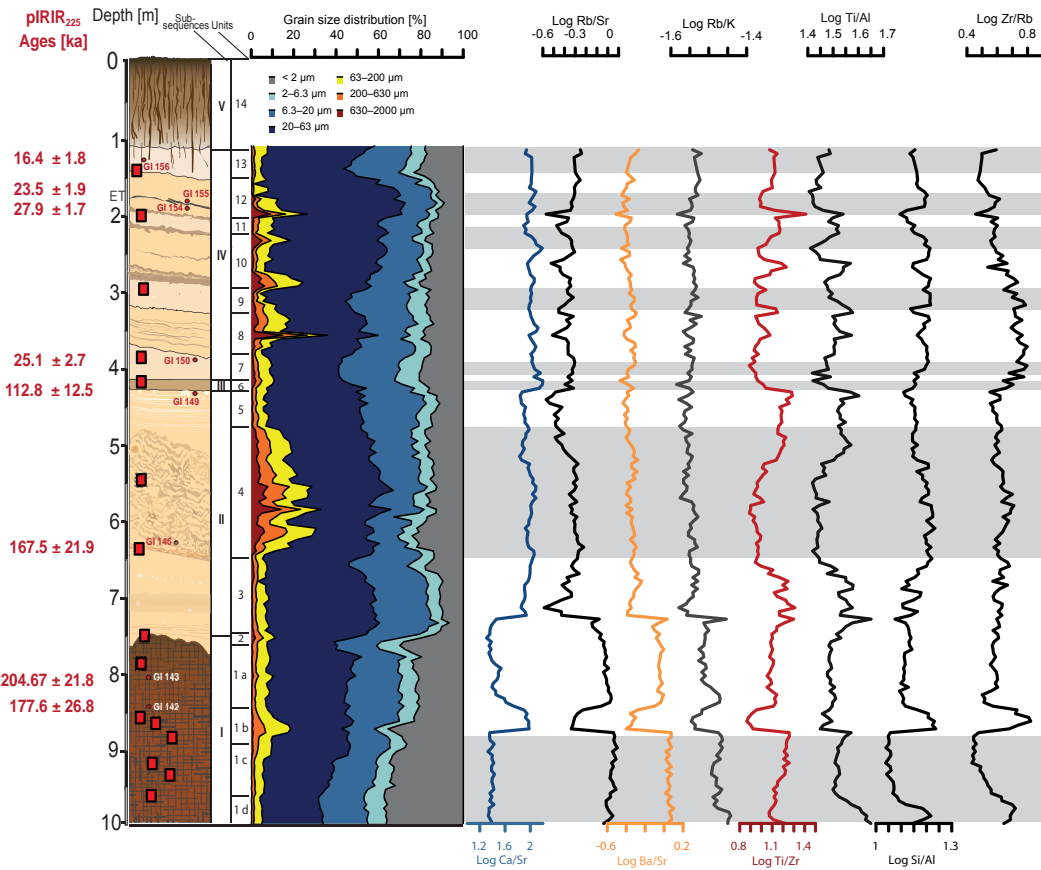 pIRIR225
Ages [ka]
Depth [m]
Sub-
sequences
Units
Grain size distribution [%]
0 20 40 60 80 100
< 2 µm
2–6.3 µm
6.3–20 µm
20–63 µm
63–200 µm
200–630 µm
630–2000 µm
Log Rb/Sr
-0.6 -0.3 0
Log Rb/K
-1.6 -1.4
Log Ti/Al
1.4 1.5 1.6 1.7
Log Zr/Rb
0.4 0.8
0
1
2
3
4
5
6
7
8
9
10
ET
16.4 ± 1.8
23.5 ± 1.9
27.9 ± 1.7
25.1 ± 2.7
112.8 ± 12.5
167.5 ± 21.9
204.67 ± 21.8
177.6 ± 26.8
GI 156
GI 155
GI 154
GI 150
GI 149
GI 146
GI 143
GI 142
V
IV
III
II
I
14
13
12
11
10
9
8
7
6
5
4
3
2
1a
1b
1c
1d
1.2 1.6 2
Log Ca/Sr
-0.6 0.2
Log Ba/Sr
0.8 1.1 1.4
Log Ti/Zr
1 1.3
Log Si/Al